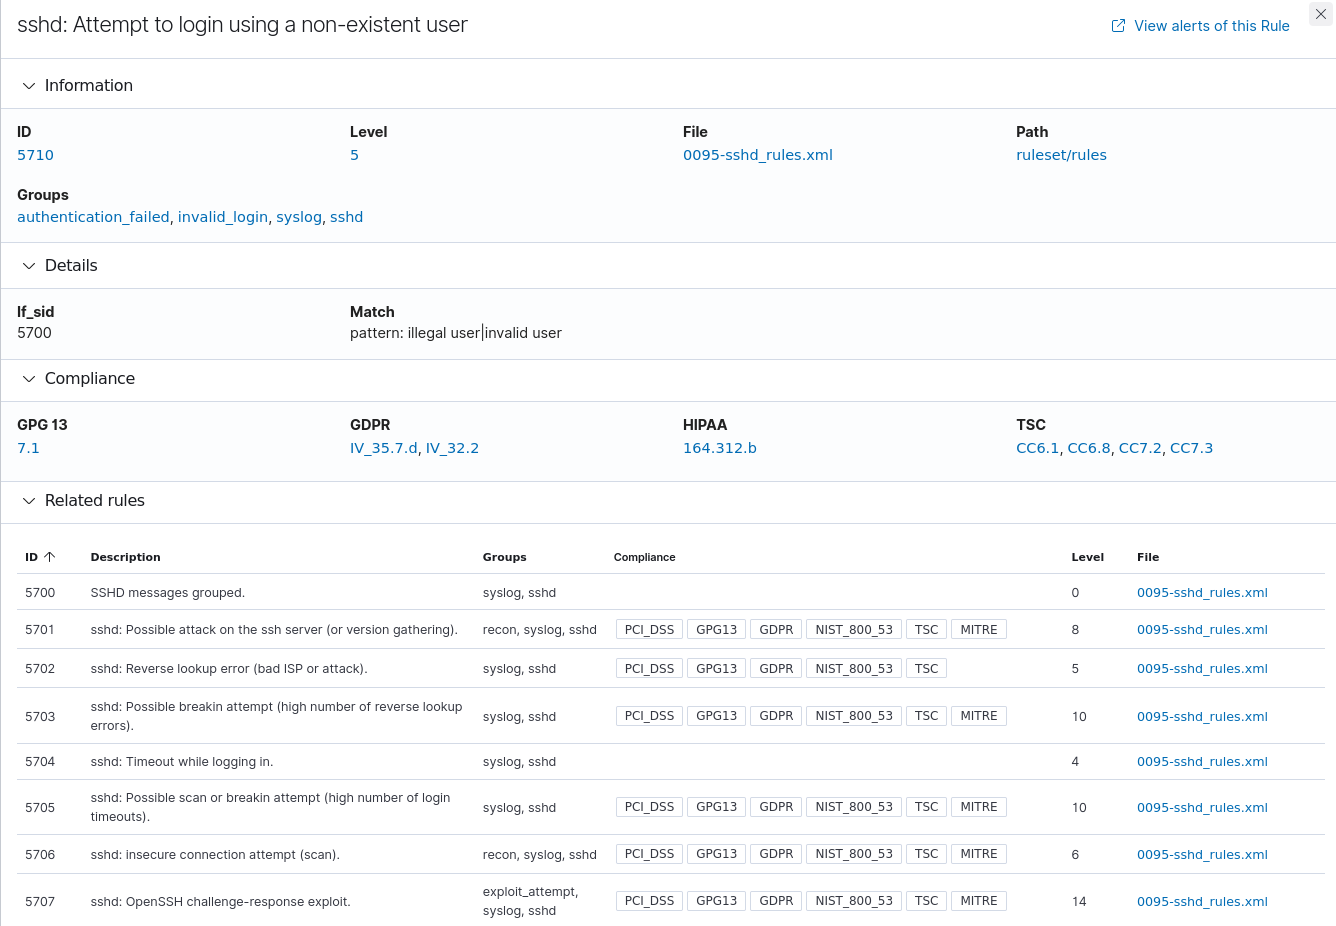 sshd: Attempt to login using a non-existent user
View alerts of this Rule
Information
ID Level File Path
5710 5 0095-sshd_rules.xml ruleset/rules
Groups
authentication_failed, invalid_login, syslog, sshd
Details
If_sid Match
5700 pattern: illegal user|invalid user
Compliance
GPG 13 GDPR HIPAA TSC
7.1 IV_35.7.d, IV_32.2 164.312.b CC6.1, CC6.8, CC7.2, CC7.3
Related rules
ID Description Groups Compliance Level File
5700 SSHD messages grouped. syslog, sshd 0 0095-sshd_rules.xml
5701 sshd: Possible attack on the ssh server (or version gathering). recon, syslog, sshd PCI_DSS GPG13 GDPR NIST_800_53 TSC MITRE 8 0095-sshd_rules.xml
5702 sshd: Reverse lookup error (bad ISP or attack). syslog, sshd PCI_DSS GPG13 GDPR NIST_800_53 TSC 5 0095-sshd_rules.xml
5703 sshd: Possible breakin attempt (high number of reverse lookup
errors). syslog, sshd PCI_DSS GPG13 GDPR NIST_800_53 TSC MITRE 10 0095-sshd_rules.xml
5704 sshd: Timeout while logging in. syslog, sshd 4 0095-sshd_rules.xml
5705 sshd: Possible scan or breakin attempt (high number of login
timeouts). syslog, sshd PCI_DSS GPG13 GDPR NIST_800_53 TSC MITRE 10 0095-sshd_rules.xml
5706 sshd: insecure connection attempt (scan). recon, syslog, sshd PCI_DSS GPG13 GDPR NIST_800_53 TSC MITRE 6 0095-sshd_rules.xml
5707 sshd: OpenSSH challenge-response exploit. exploit_attempt,
syslog, sshd PCI_DSS GPG13 GDPR NIST_800_53 TSC MITRE 14 0095-sshd_rules.xml